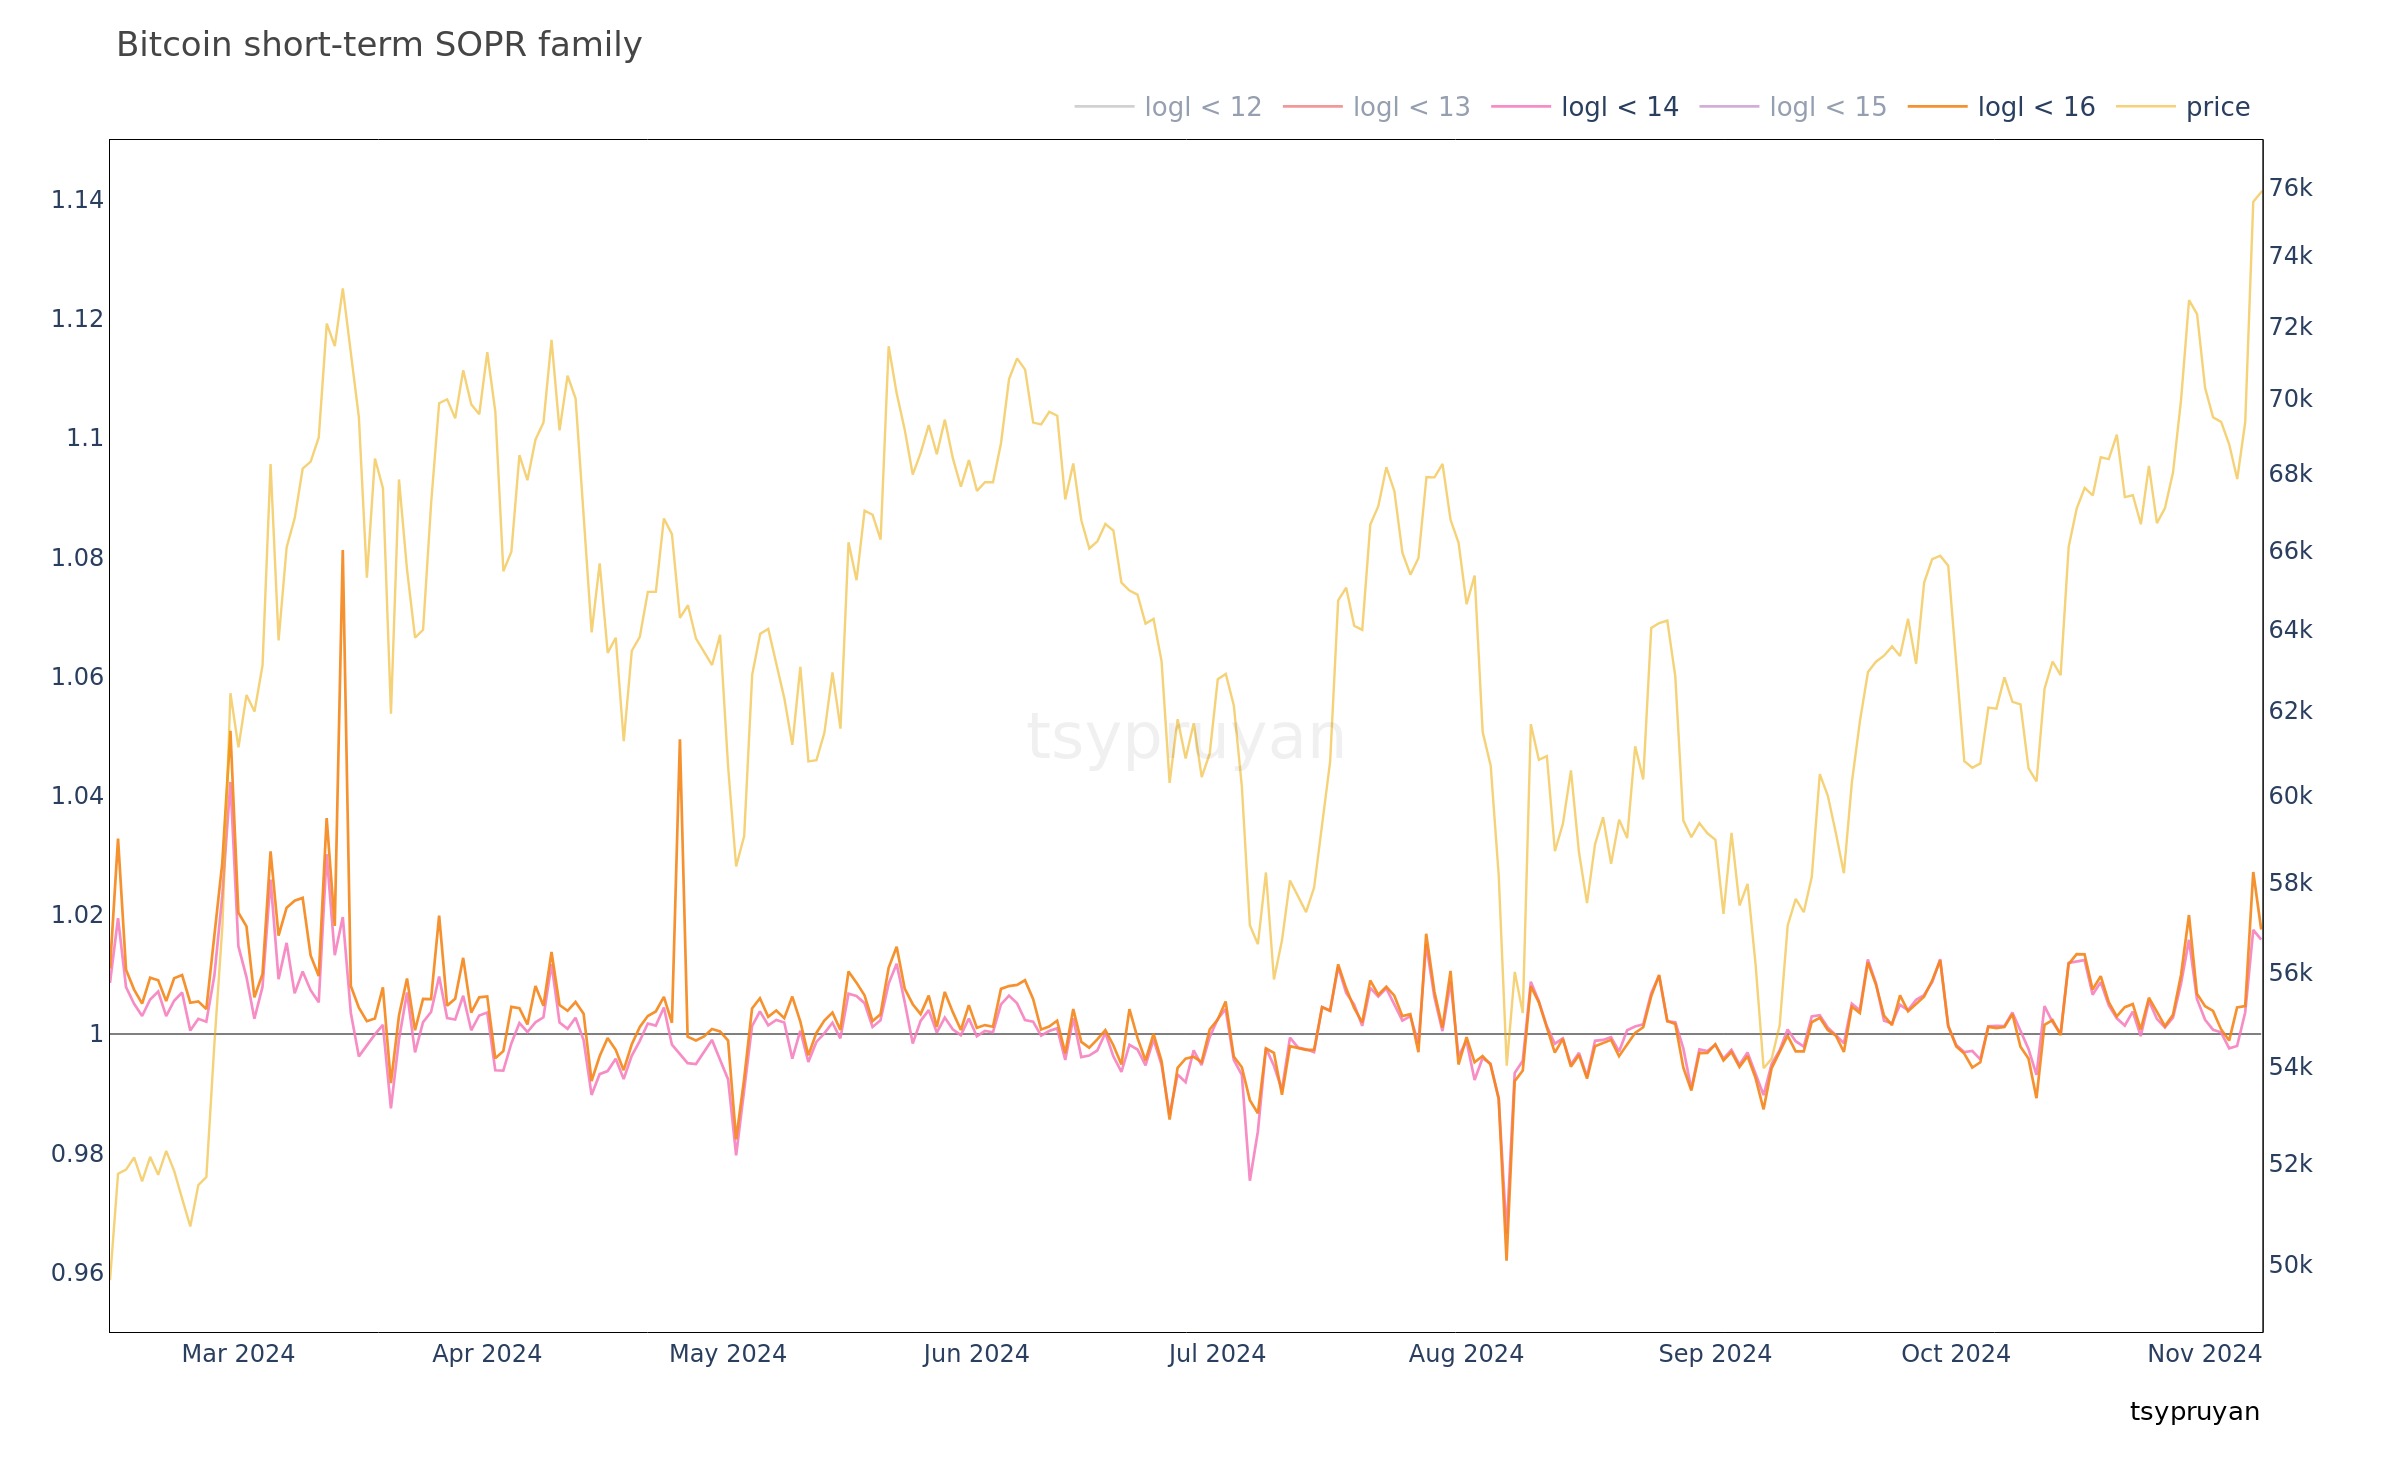 Bitcoin short-term SOPR family
logl < 12 logl < 13 logl < 14 logl < 15 logl < 16 price
1.14 76k
74k
1.12 72k
1.1 70k
68k
1.08 66k
1.06 64k
62k
tsypruyan
1.04 60k
1.02 58k
56k
1 54k
0.98 52k
0.96 50k
Mar 2024 Apr 2024 May 2024 Jun 2024 Jul 2024 Aug 2024 Sep 2024 Oct 2024 Nov 2024
tsypruyan